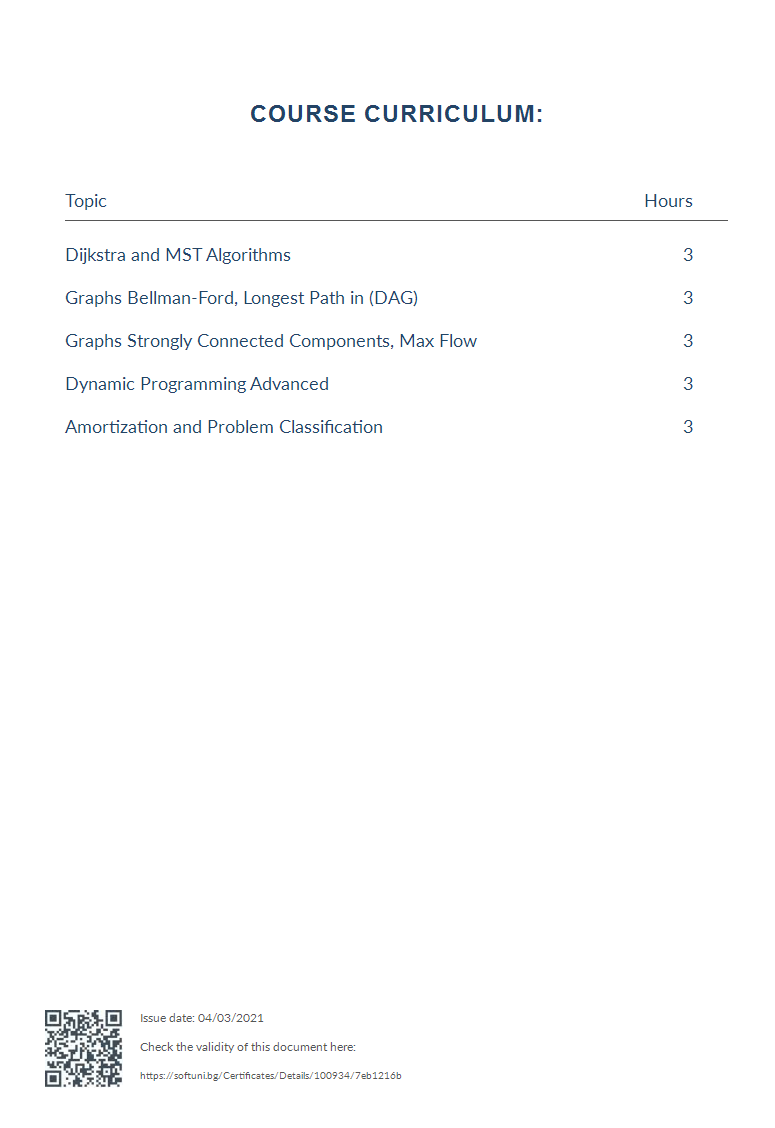 COURSE CURRICULUM:
Topic Hours
Dijkstra and MST Algorithms 3
Graphs Bellman-Ford, Longest Path in (DAG) 3
Graphs Strongly Connected Components, Max Flow 3
Dynamic Programming Advanced 3
Amortization and Problem Classification 3
Issue date: 04/03/2021
Check the validity of this document here:
https://softuni.bg/Certificates/Details/100934/7eb1216b